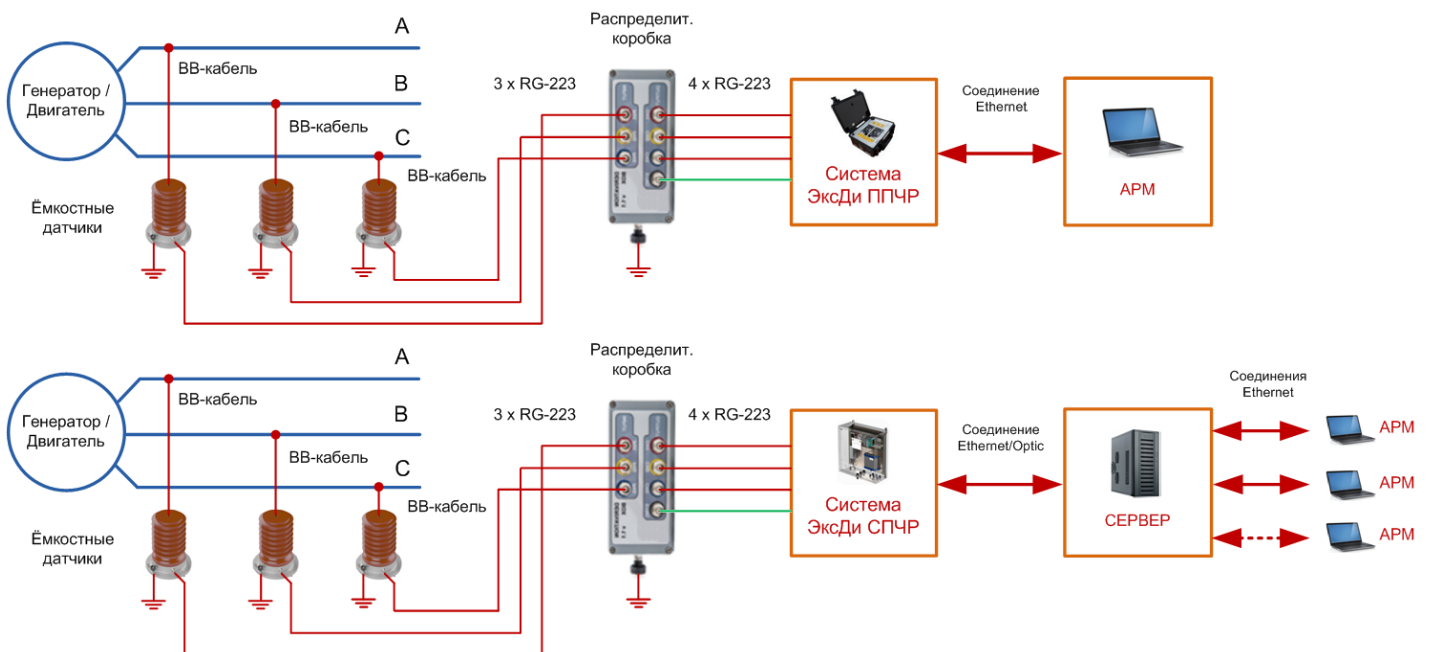 Распределит.
коробка
A
B
C
Генератор /
Двигатель
ВВ-кабель
ВВ-кабель
ВВ-кабель
Ёмкостные
датчики
3 x RG-223
4 x RG-223
Система
ЭксДи ППЧР
Соединение
Ethernet
АРМ
Распределит.
коробка
A
B
C
Генератор /
Двигатель
ВВ-кабель
ВВ-кабель
ВВ-кабель
Ёмкостные
датчики
3 x RG-223
4 x RG-223
Система
ЭксДи СПЧР
Соединение
Ethernet/Optic
СЕРВЕР
Соединения
Ethernet
АРМ
АРМ
АРМ